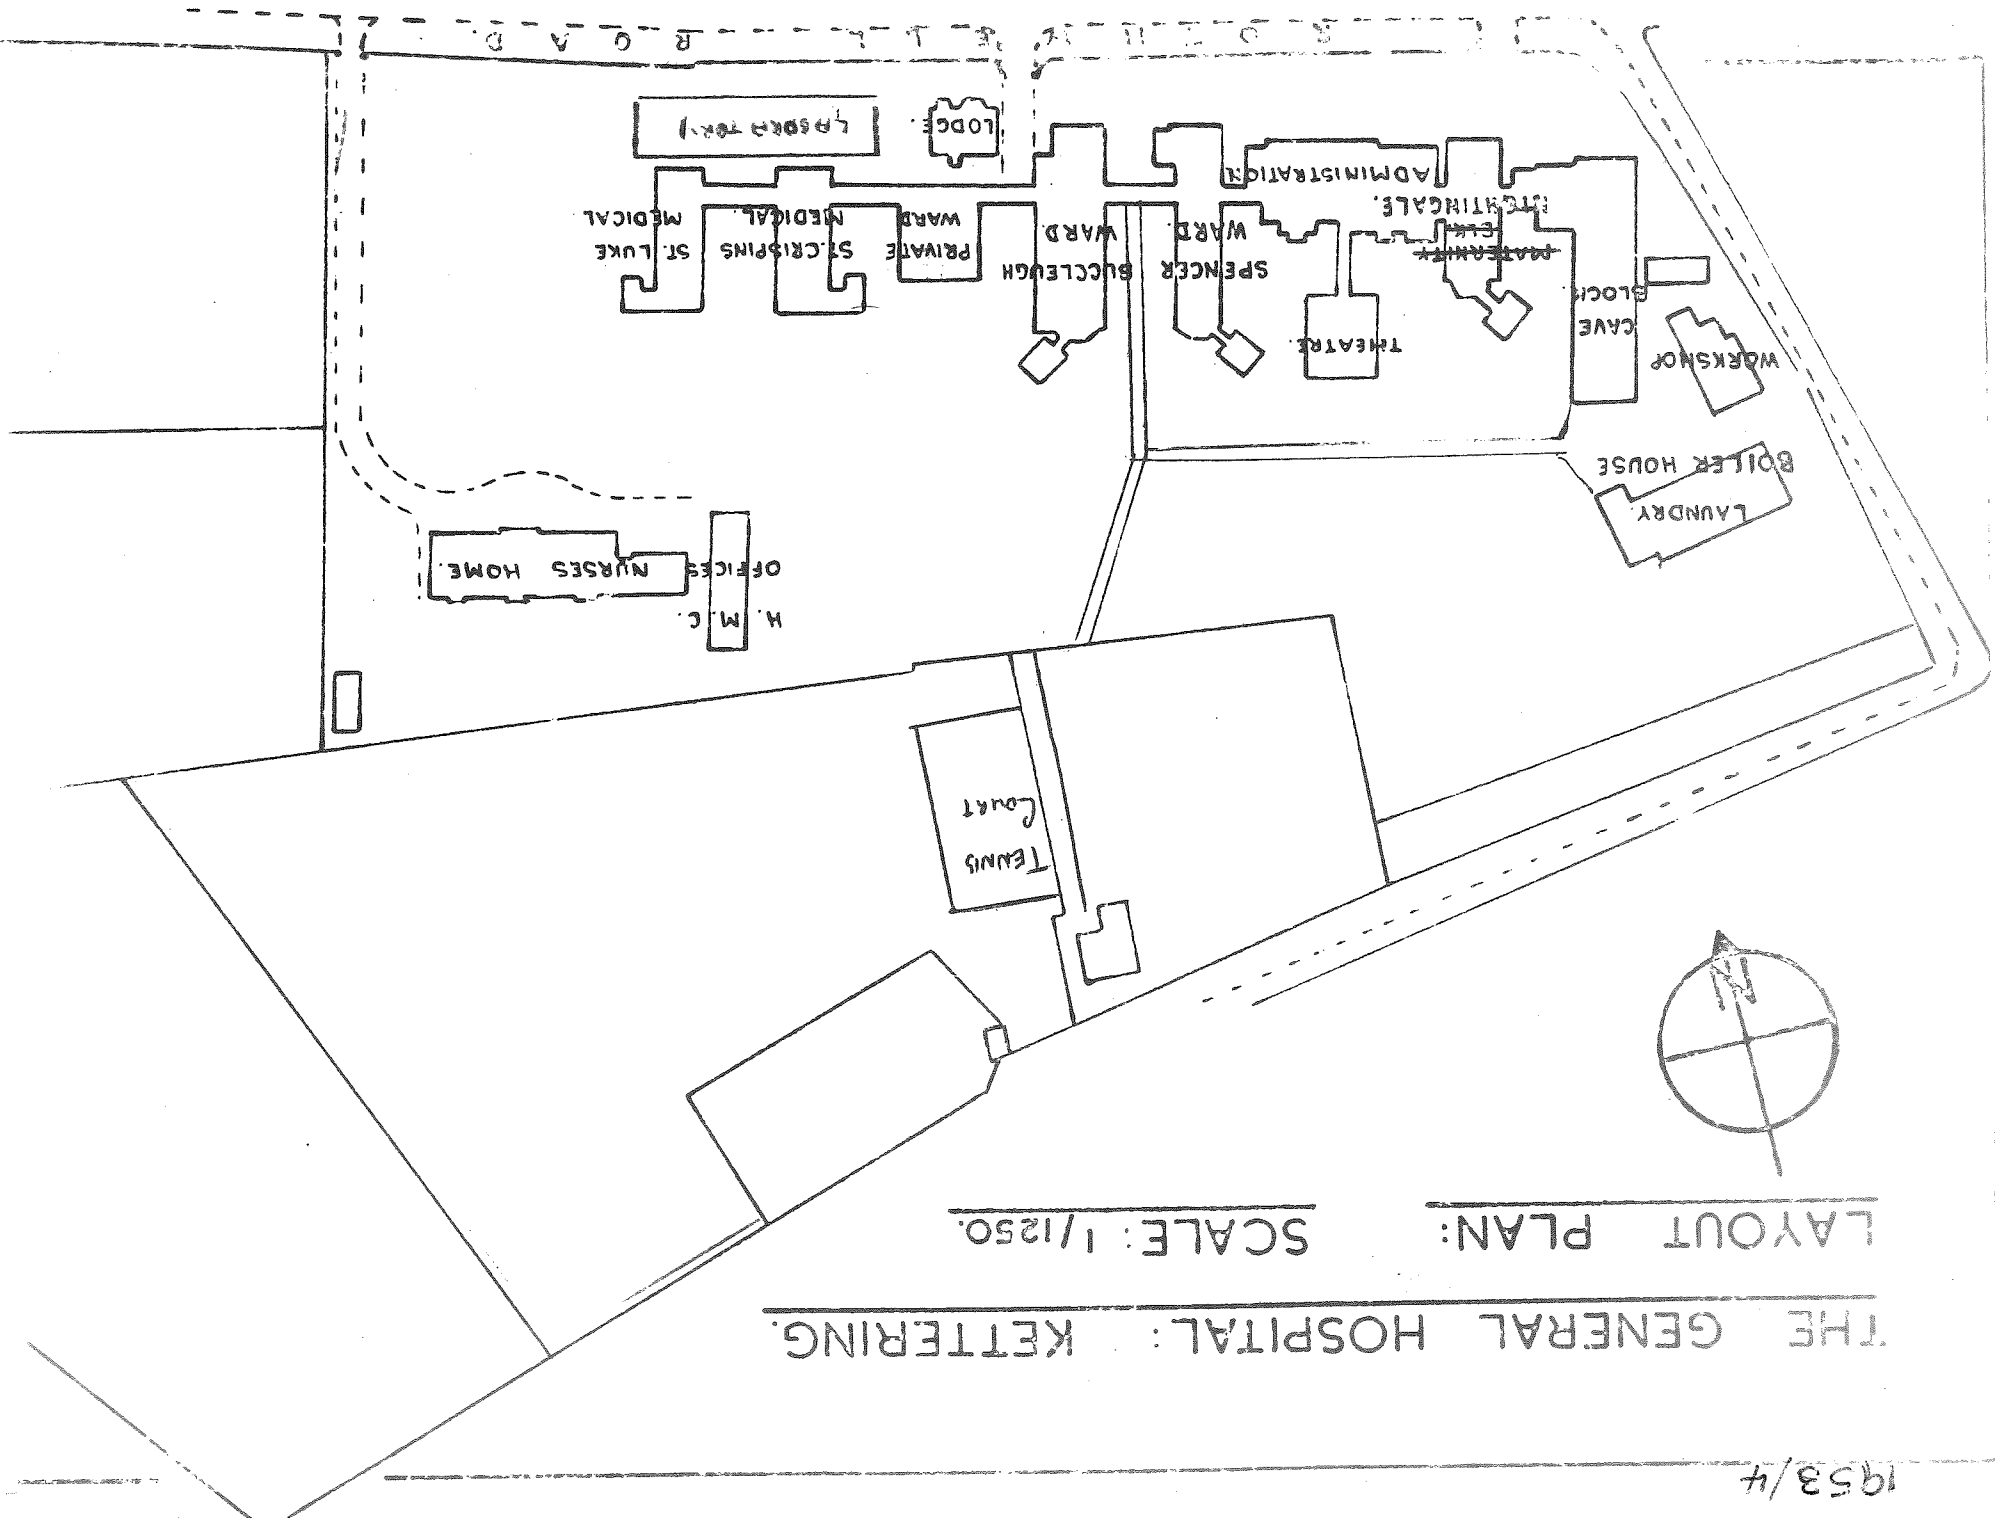 1953/4
THE GENERAL HOSPITAL: KETTERING.
LAYOUT PLAN: SCALE: 1/1250.
N
TENNIS
COURT
H. M. C.
OFFICES
NURSES HOME.
LAUNDRY.
BOILER HOUSE
WORKSHOP
CAVE
BLOCK.
THEATRE.
MATERNITY
BLK
NIGHTINGALE.
ADMINISTRATION
SPENCER
WARD.
BUCCLEUGH
WARD.
PRIVATE
WARD
ST. CRISPINS
MEDICAL.
ST. LUKE
MEDICAL
LODGE.
LABORATORY
ROTHWELL ROAD.